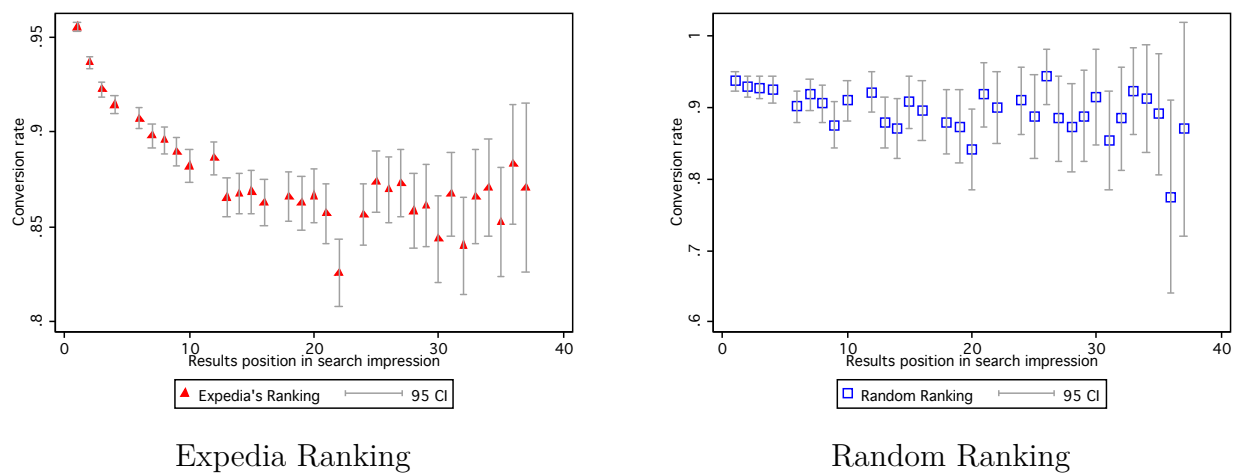 Conversion rate
.95
.9
.85
.8
0
10
20
30
40
Results position in search impression
Expedia's Ranking
95 CI
Expedia Ranking
Conversion rate
1
.9
.8
.7
.6
0
10
20
30
40
Results position in search impression
Random Ranking
95 CI
Random Ranking